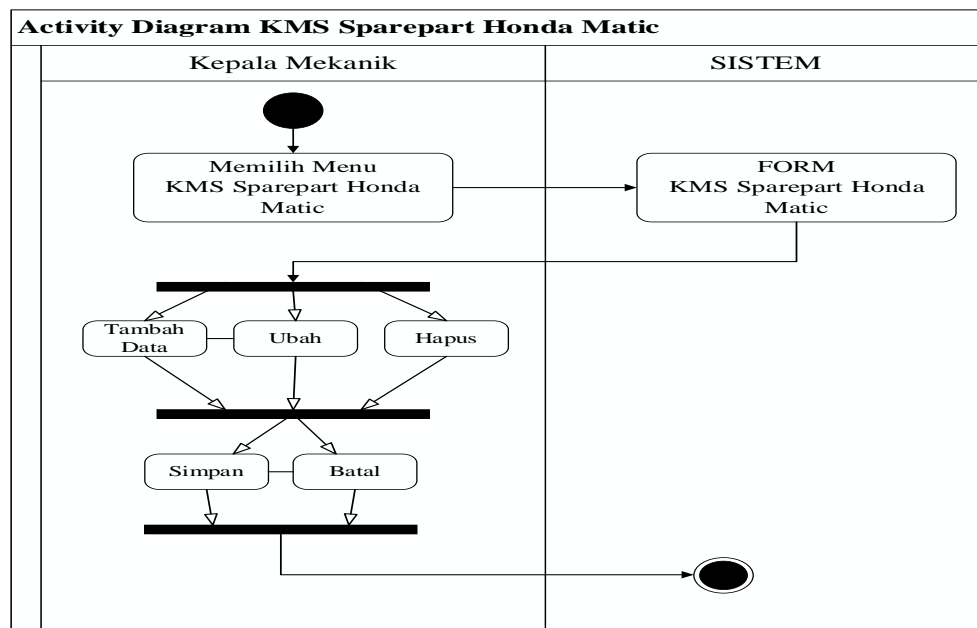 Activity Diagram KMS Sparepart Honda Matic
Kepala Mekanik
SISTEM
Memilih Menu
KMS Sparepart Honda
Matic
FORM
KMS Sparepart Honda
Matic
Tambah
Data
Ubah
Hapus
Simpan
Batal